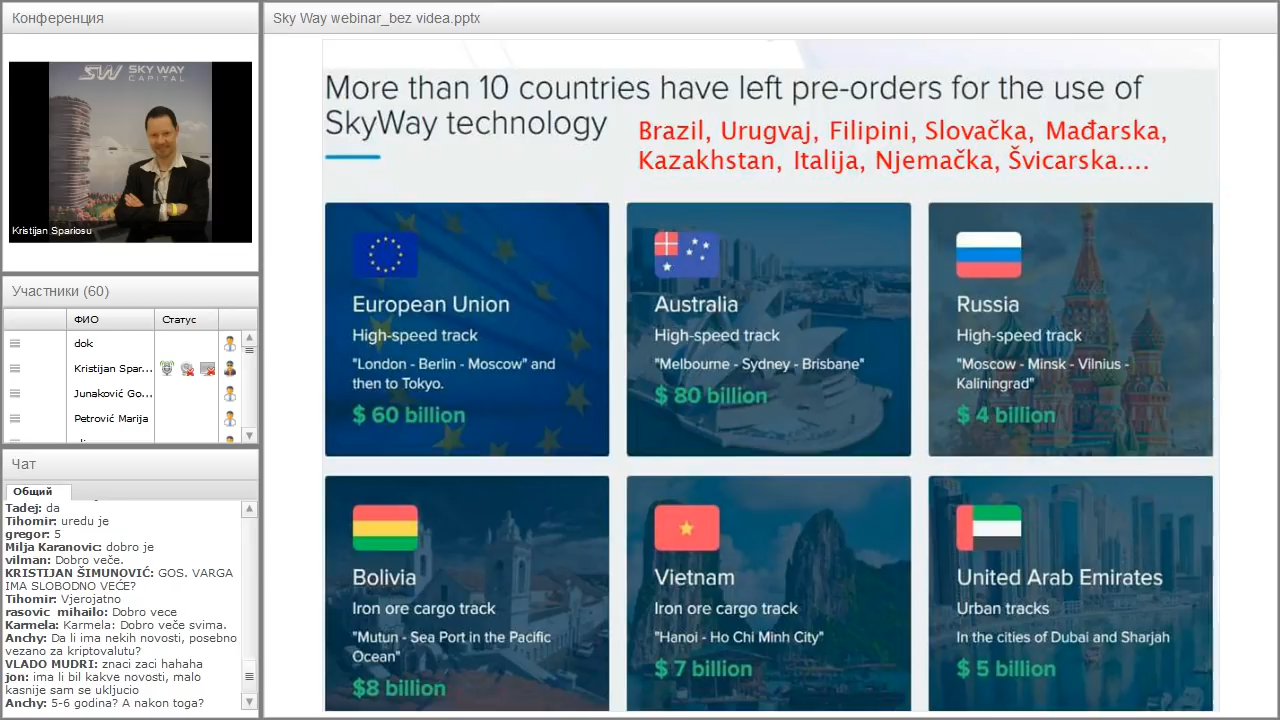 Конференция
SW SKY WAY
CAPITAL
Kristijan Spariosu
Участники (60)
ФИО
Статус
dok
Kristijan Spar...
Junaković Go...
Petrović Marija
Чат
Общий
Tadej: da
Tihomir: uredu je
gregor: 5
Milja Karanovic: dobro je
vilman: Dobro veče.
KRISTIJAN ŠIMUNOVIĆ: GOS. VARGA
IMA SLOBODNO VEĆE?
Tihomir: Vjerojatno
rasovic_mihailo: Dobro vece
Karmela: Karmela: Dobro veče svima.
Anchy: Da li ima nekih novosti, posebno
vezano za kriptovalutu?
VLADO MUDRI: znaci zaci hahaha
jon: ima li bil kakve novosti, malo
kasnije sam se ukljucio
Anchy: 5-6 godina? A nakon toga?
Sky Way webinar_bez videa.pptx
More than 10 countries have left pre-orders for the use of
SkyWay technology
Brazil, Urugvaj, Filipini, Slovačka, Mađarska,
Kazakhstan, Italija, Njemačka, Švicarska....
European Union
High-speed track
"London - Berlin - Moscow" and
then to Tokyo.
$ 60 billion
Australia
High-speed track
"Melbourne - Sydney - Brisbane"
$ 80 billion
Russia
High-speed track
"Moscow - Minsk - Vilnius -
Kaliningrad"
$ 4 billion
Bolivia
Iron ore cargo track
"Mutun - Sea Port in the Pacific
Ocean"
$8 billion
Vietnam
Iron ore cargo track
"Hanoi - Ho Chi Minh City"
$ 7 billion
United Arab Emirates
Urban tracks
In the cities of Dubai and Sharjah
$ 5 billion